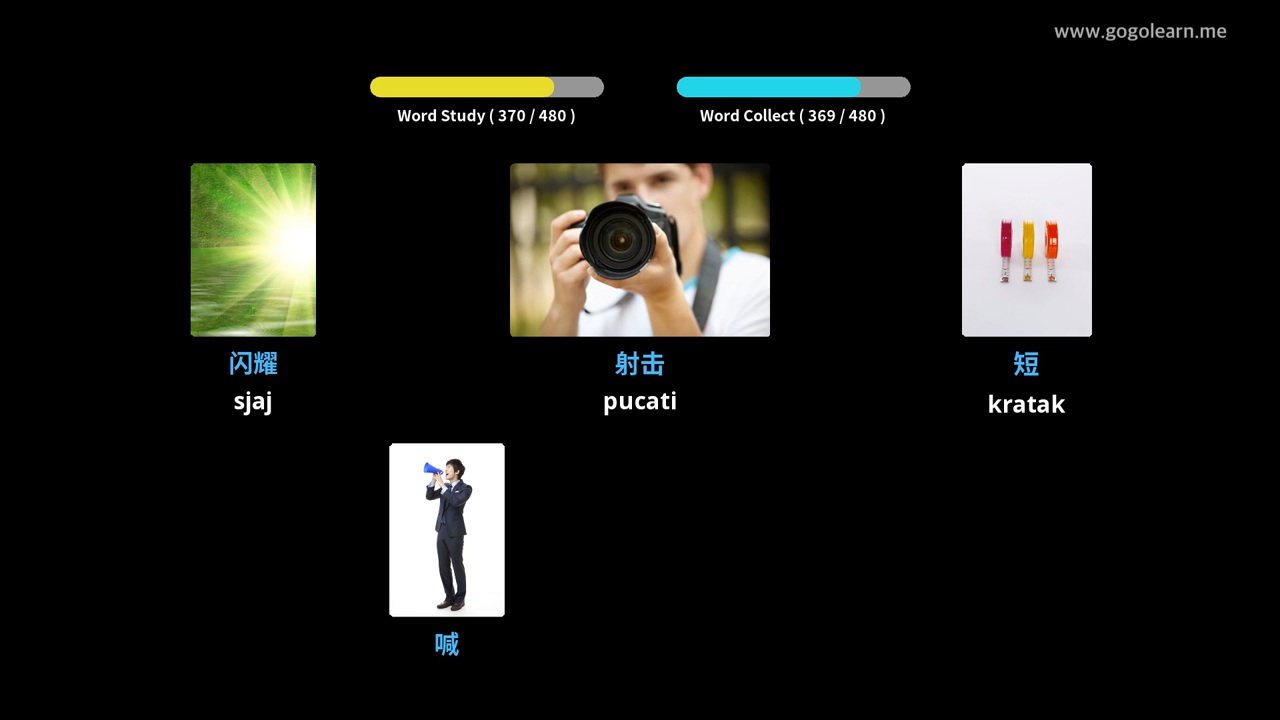 www.gogolearn.me
Word Study ( 370 / 480 )
Word Collect ( 369 / 480 )
闪耀
sjaj
射击
pucati
短
kratak
喊